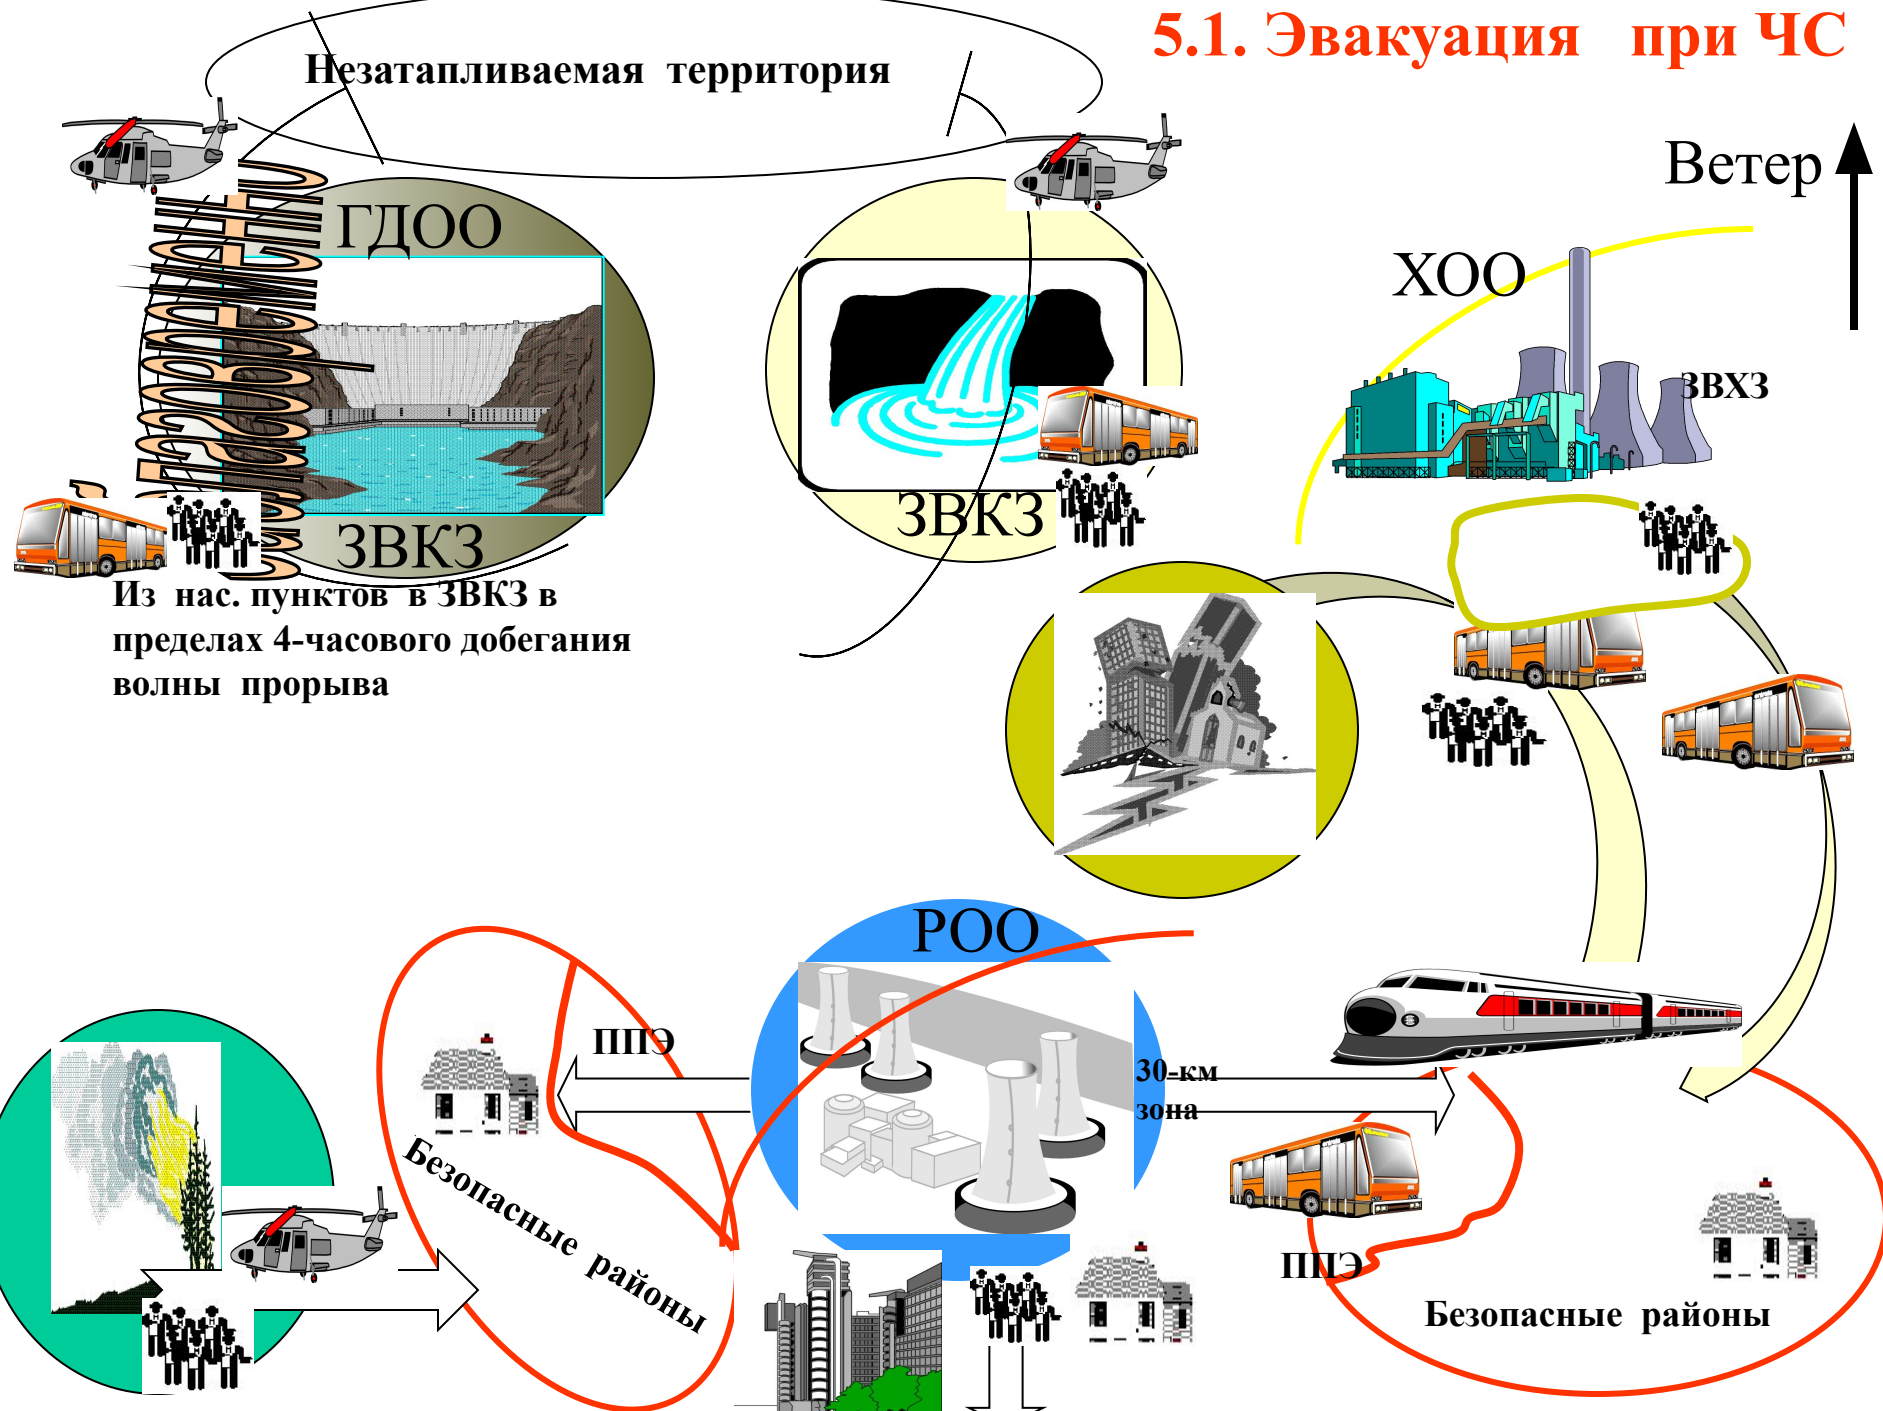 5.1. Эвакуация при ЧС
Незатапливаемая территория
Ветер
ГДОО
ХОО
ЗВХЗ
ЗВКЗ
ЗВКЗ
Из нас. пунктов в ЗВКЗ в
пределах 4-часового добегания
волны прорыва
РОО
ППЭ
30-км
зона
Безопасные районы
ППЭ
Безопасные районы